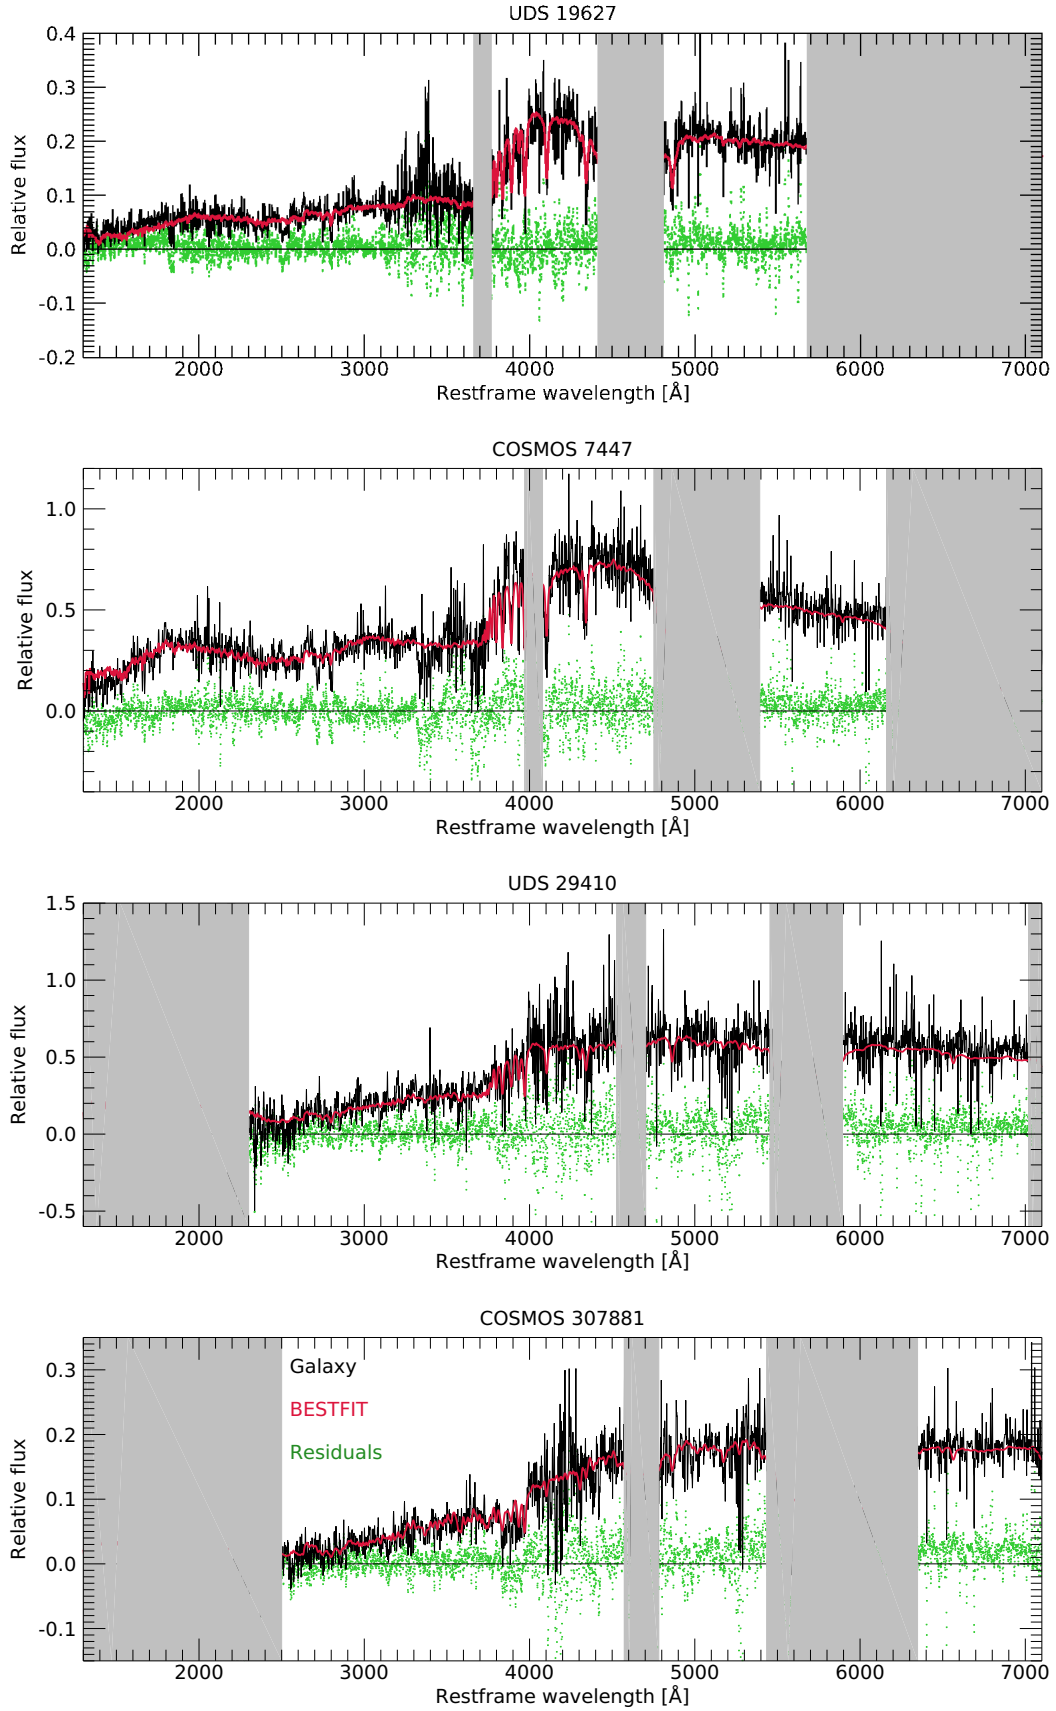 UDS 19627
0.4
0.3
0.2
0.1
0.0
-0.1
-0.2
Relative flux
2000 3000 4000 5000 6000 7000
Restframe wavelength [Å]
COSMOS 7447
1.0
0.5
0.0
Relative flux
2000 3000 4000 5000 6000 7000
Restframe wavelength [Å]
UDS 29410
1.5
1.0
0.5
0.0
-0.5
Relative flux
2000 3000 4000 5000 6000 7000
Restframe wavelength [Å]
COSMOS 307881
0.3
0.2
0.1
0.0
-0.1
Relative flux
Galaxy
BESTFIT
Residuals
2000 3000 4000 5000 6000 7000
Restframe wavelength [Å]